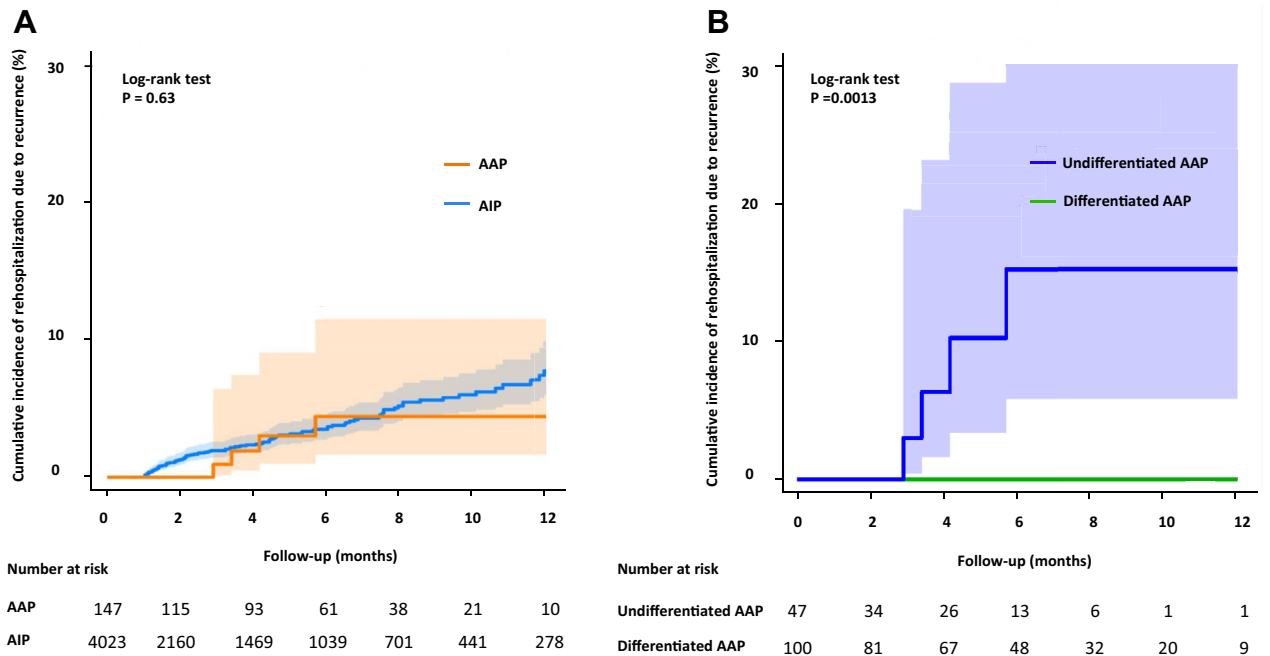 A
Cumulative incidence of rehospitalization due to recurrence (%)
30
20
10
0
Log-rank test
P = 0.63
AAP
AIP
0 2 4 6 8 10 12
Follow-up (months)
Number at risk
AAP 147 115 93 61 38 21 10
AIP 4023 2160 1469 1039 701 441 278
B
Cumulative incidence of rehospitalization due to recurrence (%)
30
20
10
0
Log-rank test
P =0.0013
Undifferentiated AAP
Differentiated AAP
0 2 4 6 8 10 12
Follow-up (months)
Number at risk
Undifferentiated AAP 47 34 26 13 6 1 1
Differentiated AAP 100 81 67 48 32 20 9